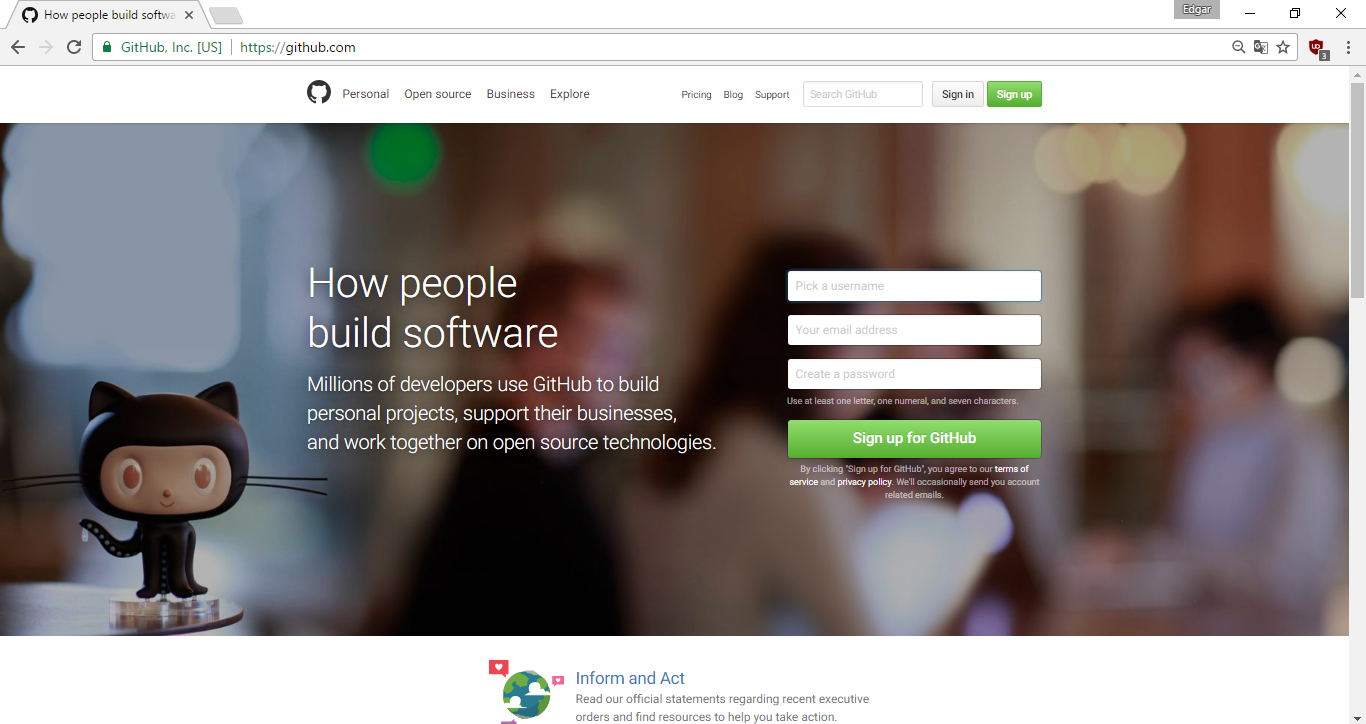 How people build softwa
Edgar
GitHub, Inc. [US]
https://github.com
3
Personal
Open source
Business
Explore
Pricing
Blog
Support
Search GitHub
Sign in
Sign up
How people
build software
Millions of developers use GitHub to build
personal projects, support their businesses,
and work together on open source technologies.
Pick a username
Your email address
Create a password
Use at least one letter, one numeral, and seven characters.
Sign up for GitHub
By clicking "Sign up for GitHub", you agree to our terms of
service and privacy policy. We'll occasionally send you account
related emails.
Inform and Act
Read our official statements regarding recent executive
orders and find resources to help you take action.